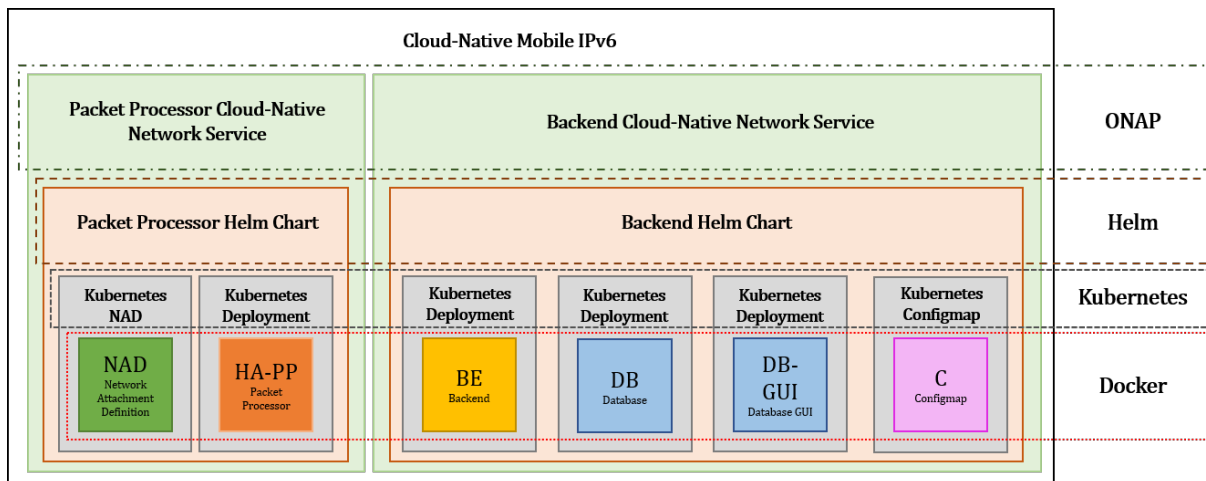 Cloud-Native Mobile IPv6
Packet Processor Cloud-Native
Network Service
Backend Cloud-Native Network Service
ONAP
Packet Processor Helm Chart
Backend Helm Chart
Helm
Kubernetes
NAD
Kubernetes
Deployment
Kubernetes
Deployment
Kubernetes
Deployment
Kubernetes
Deployment
Kubernetes
Configmap
Kubernetes
NAD
Network
Attachment
Definition
HA-PP
Packet
Processor
BE
Backend
DB
Database
DB-
GUI
Database GUI
C
Configmap
Docker